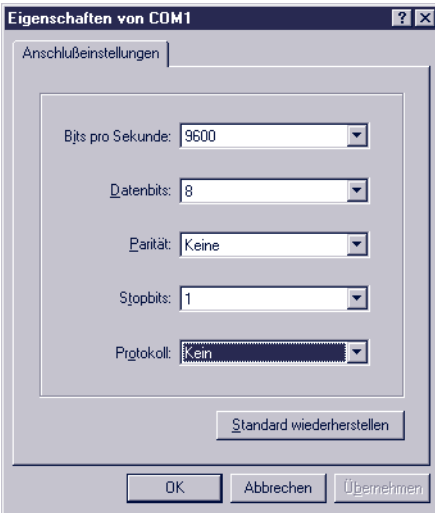 Eigenschaften von COM1
Anschlußeinstellungen
Bits pro Sekunde: 9600
Datenbits: 8
Parität: Keine
Stopbits: 1
Protokoll: Kein
Standard wiederherstellen
OK Abbrechen Übernehmen